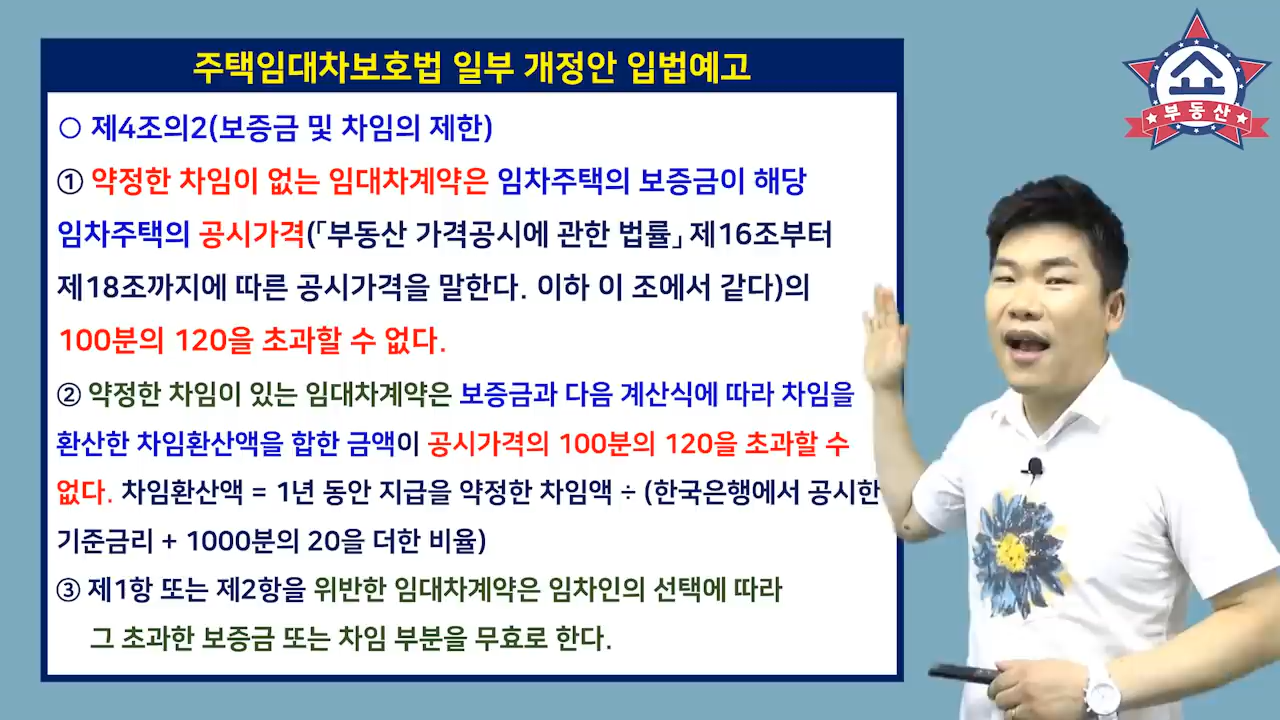 주택임대차보호법 일부 개정안 입법예고
부동산
○ 제4조의2(보증금 및 차임의 제한)
① 약정한 차임이 없는 임대차계약은 임차주택의 보증금이 해당
임차주택의 공시가격(「부동산 가격공시에 관한 법률」 제16조부터
제18조까지에 따른 공시가격을 말한다. 이하 이 조에서 같다)의
100분의 120을 초과할 수 없다.
② 약정한 차임이 있는 임대차계약은 보증금과 다음 계산식에 따라 차임을
환산한 차임환산액을 합한 금액이 공시가격의 100분의 120을 초과할 수
없다. 차임환산액 = 1년 동안 지급을 약정한 차임액 ÷ (한국은행에서 공시한
기준금리 + 1000분의 20을 더한 비율)
③ 제1항 또는 제2항을 위반한 임대차계약은 임차인의 선택에 따라
그 초과한 보증금 또는 차임 부분을 무효로 한다.